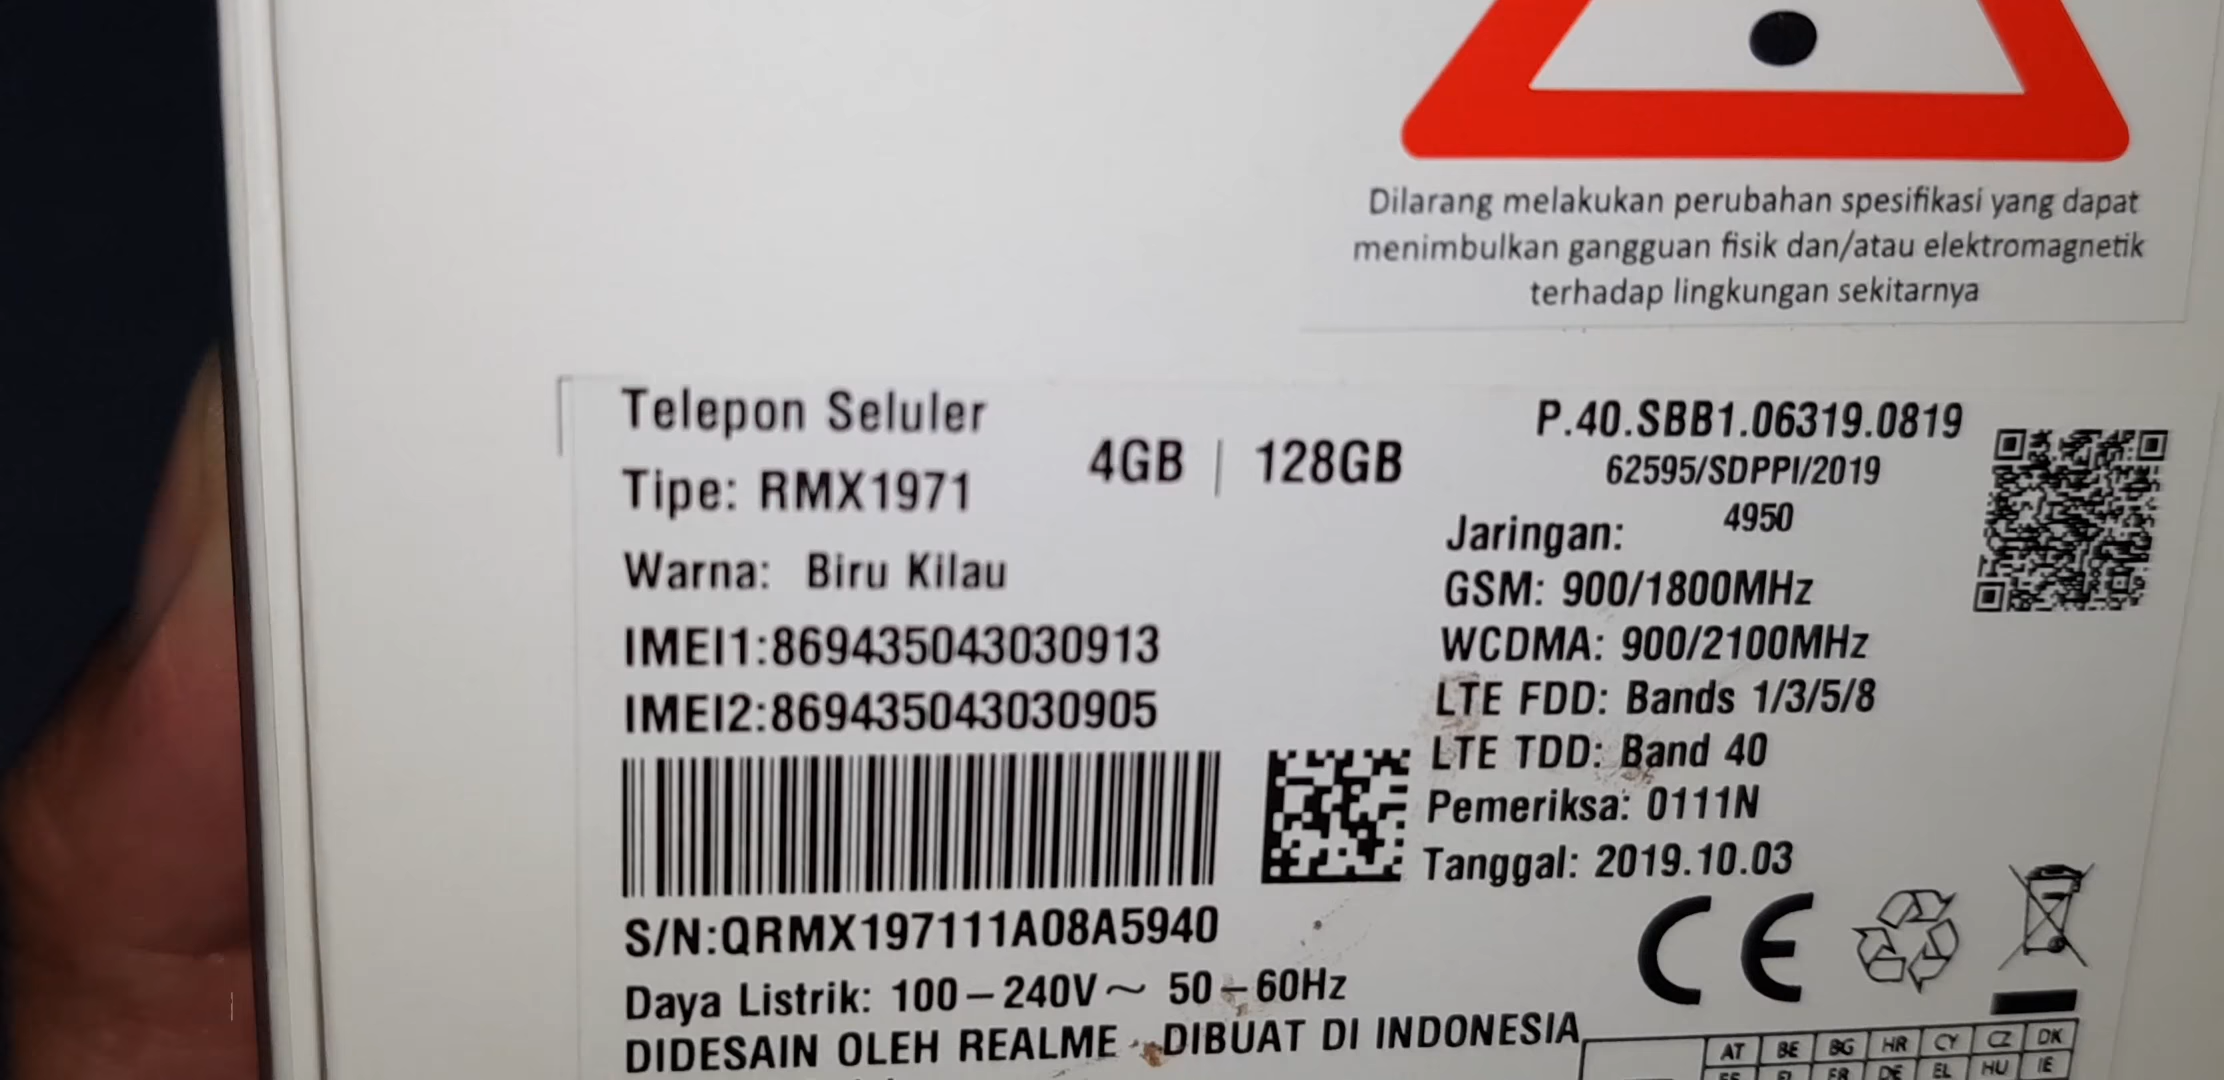 Dilarang melakukan perubahan spesifikasi yang dapat
menimbulkan gangguan fisik dan/atau elektromagnetik
terhadap lingkungan sekitarnya
Telepon Seluler
Tipe: RMX1971
4GB | 128GB
Warna: Biru Kilau
IMEI1:869435043030913
IMEI2:869435043030905
S/N:QRMX197111A08A5940
Daya Listrik: 100–240V~ 50–60Hz
DIDESAIN OLEH REALME DIBUAT DI INDONESIA
P.40.SBB1.06319.0819
62595/SDPPI/2019
4950
Jaringan:
GSM: 900/1800MHz
WCDMA: 900/2100MHz
LTE FDD: Bands 1/3/5/8
LTE TDD: Band 40
Pemeriksa: 0111N
Tanggal: 2019.10.03
CE
AT BE BG HR CY CZ DK
EL HU IE